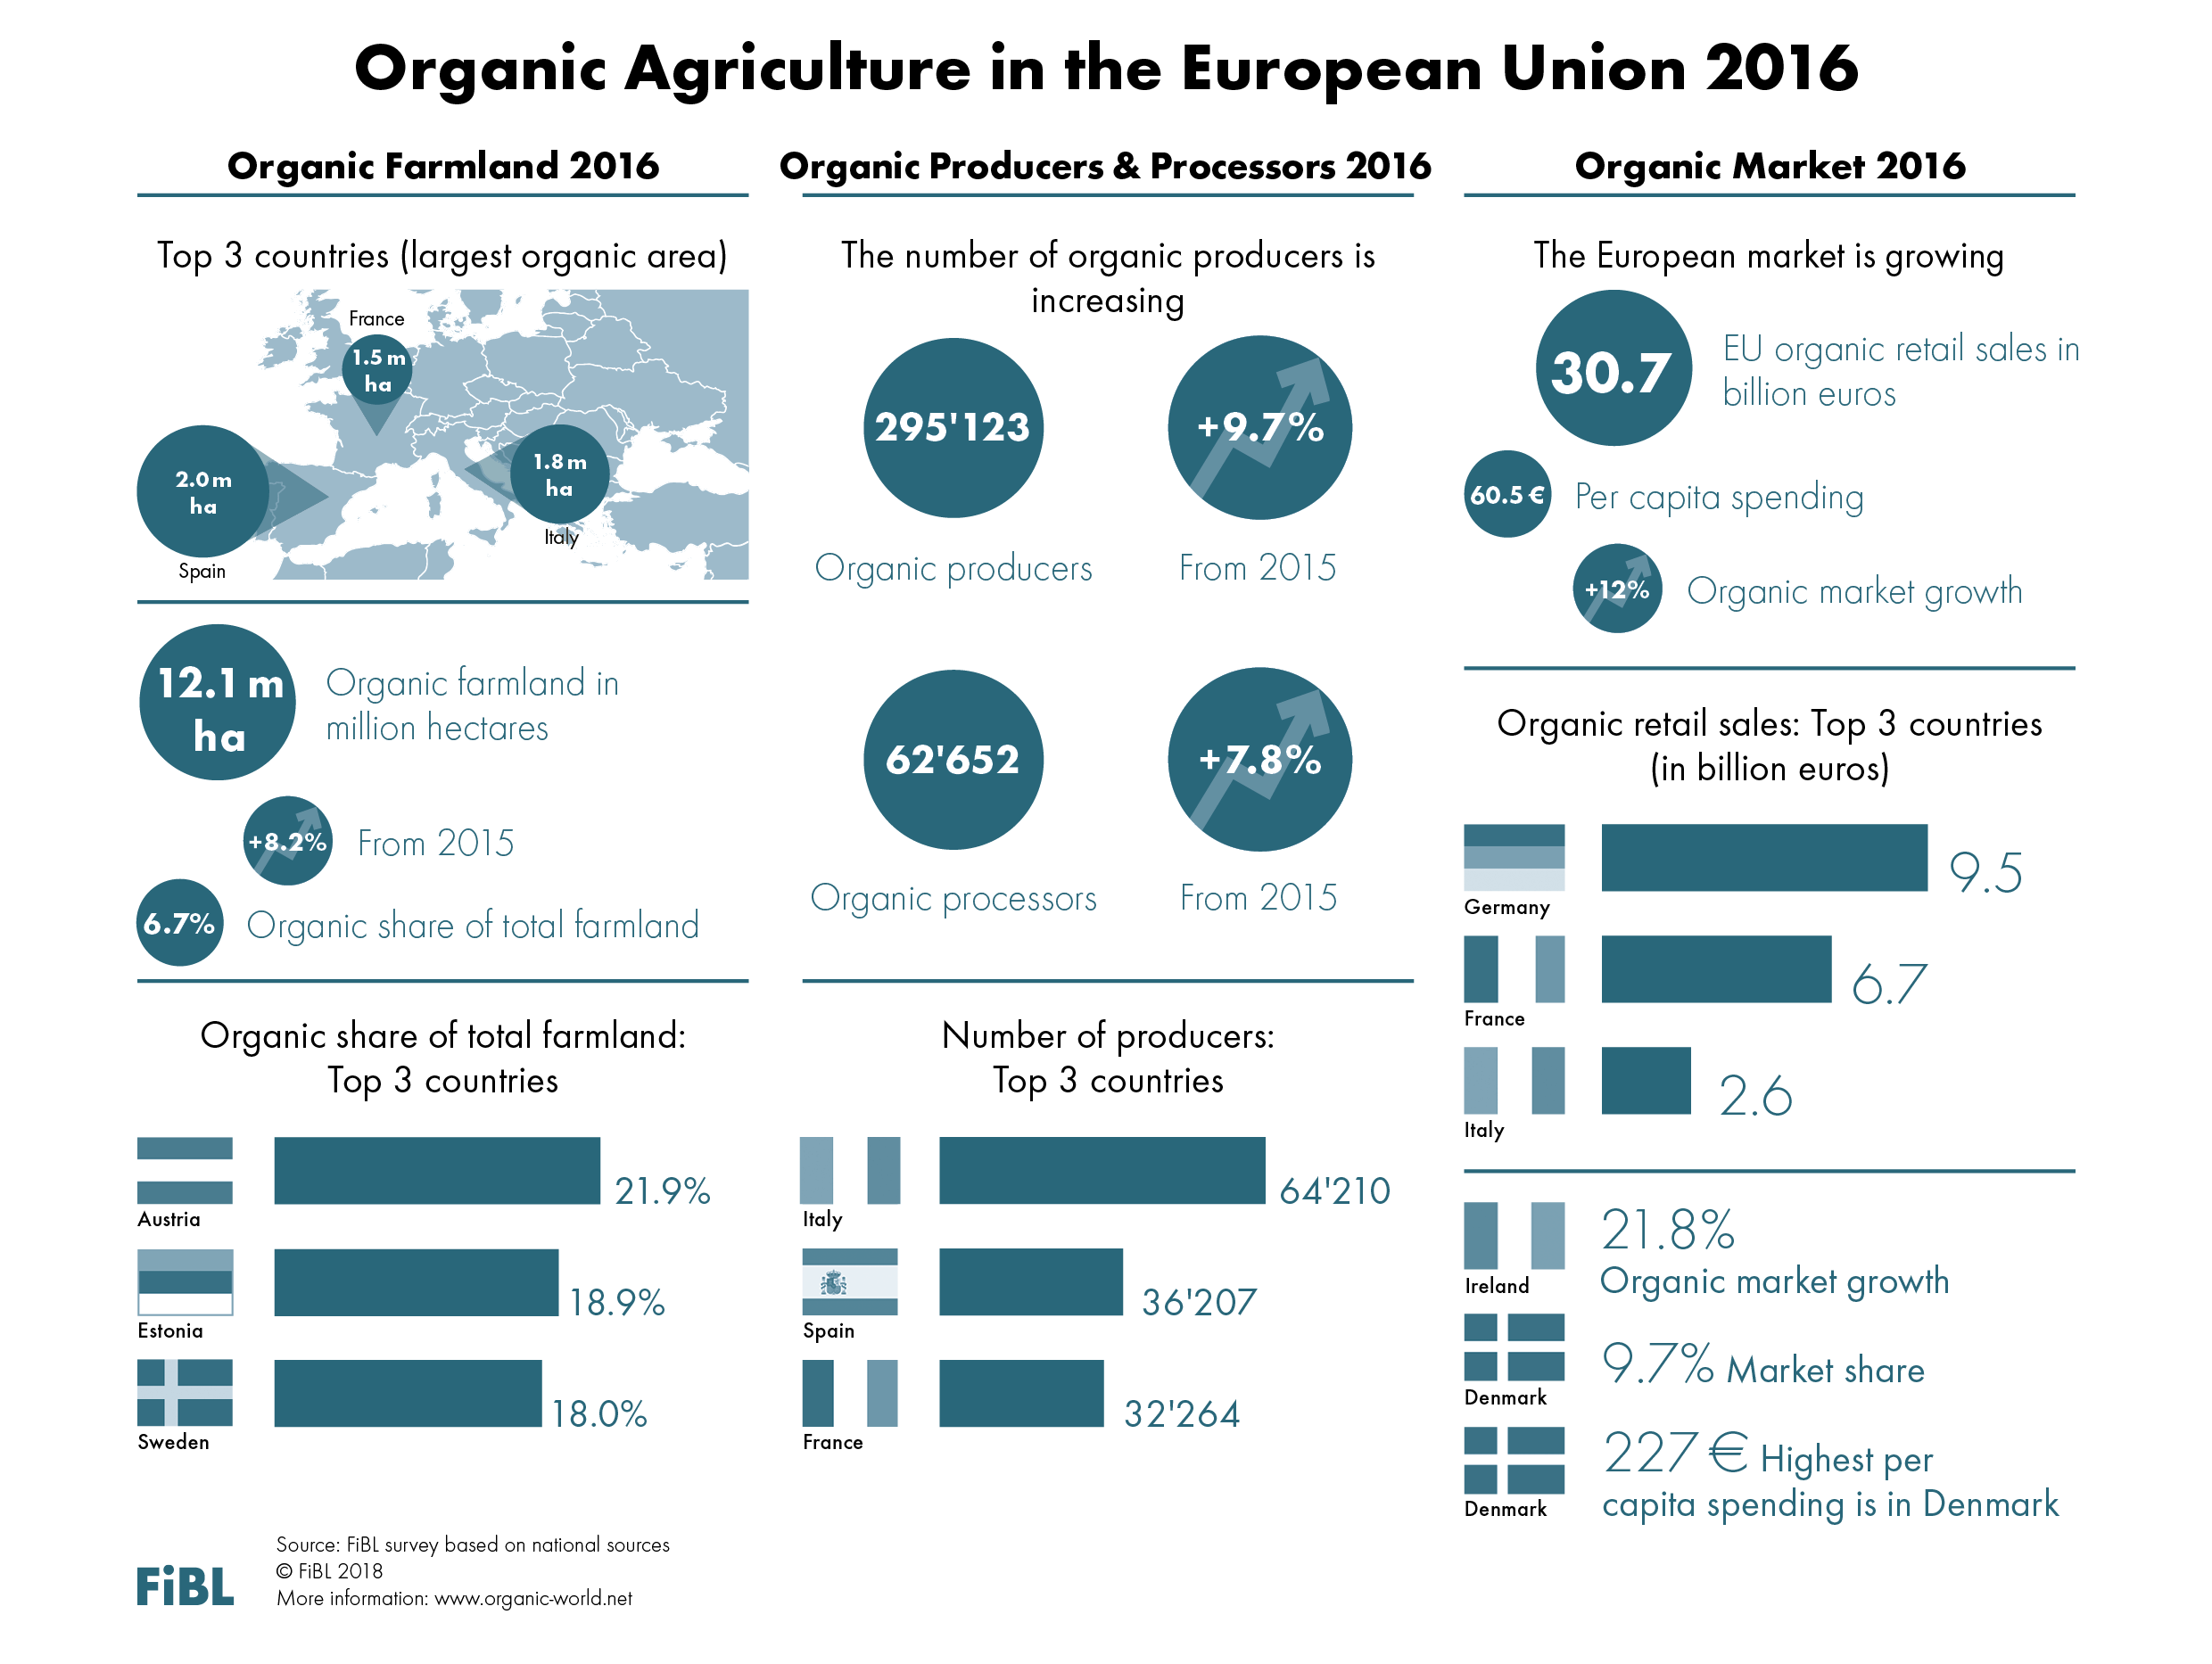 Organic Agriculture in the European Union 2016
Organic Farmland 2016
Top 3 countries (largest organic area)
France
1.5 m
ha
2.0 m
ha
Spain
1.8 m
ha
Italy
12.1 m
ha
Organic farmland in
million hectares
+8.2%
From 2015
6.7%
Organic share of total farmland
Organic share of total farmland:
Top 3 countries
Austria
21.9%
Estonia
18.9%
Sweden
18.0%
Organic Producers & Processors 2016
The number of organic producers is
increasing
295'123
+9.7%
Organic producers
From 2015
62'652
+7.8%
Organic processors
From 2015
Number of producers:
Top 3 countries
Italy
64'210
Spain
36'207
France
32'264
Organic Market 2016
The European market is growing
30.7
EU organic retail sales in
billion euros
60.5 €
Per capita spending
+12%
Organic market growth
Organic retail sales: Top 3 countries
(in billion euros)
Germany
9.5
France
6.7
Italy
2.6
Ireland
21.8%
Organic market growth
Denmark
9.7% Market share
Denmark
227 € Highest per
capita spending is in Denmark
FiBL
Source: FiBL survey based on national sources
© FiBL 2018
More information: www.organic-world.net